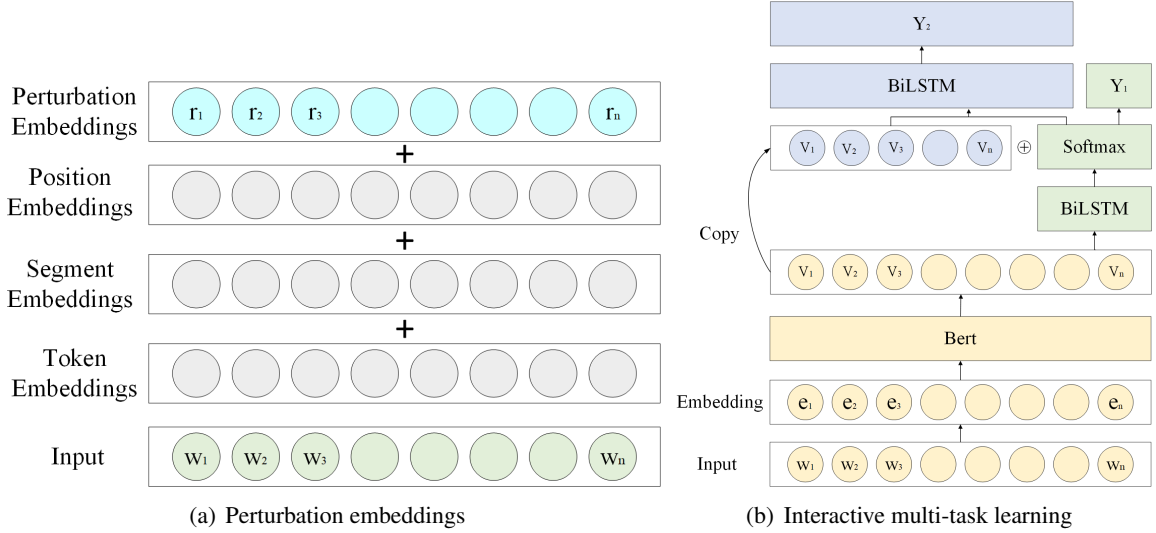 Perturbation
Embeddings
r₁ r₂ r₃ rₙ
+
Position
Embeddings
+
Segment
Embeddings
+
Token
Embeddings
Input
w₁ w₂ w₃ wₙ
(a) Perturbation embeddings
Y₂
BiLSTM
Y₁
V₁ V₂ V₃ Vₙ ⊕ Softmax
BiLSTM
Copy
V₁ V₂ V₃ Vₙ
Bert
Embedding e₁ e₂ e₃ eₙ
Input w₁ w₂ w₃ wₙ
(b) Interactive multi-task learning